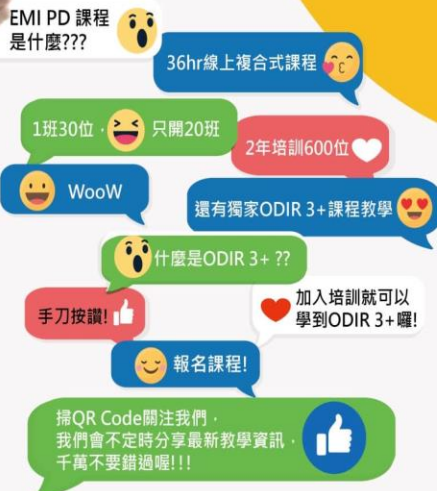 EMI PD 課程
是什麼???
36hr線上複合式課程
1班30位，只開20班
2年培訓600位
WooW
還有獨家ODIR 3+課程教學
什麼是ODIR 3+ ??
手刀按讚!
加入培訓就可以
學到ODIR 3+囉!
報名課程!
掃QR Code關注我們，
我們會不定時分享最新教學資訊，
千萬不要錯過喔!!!